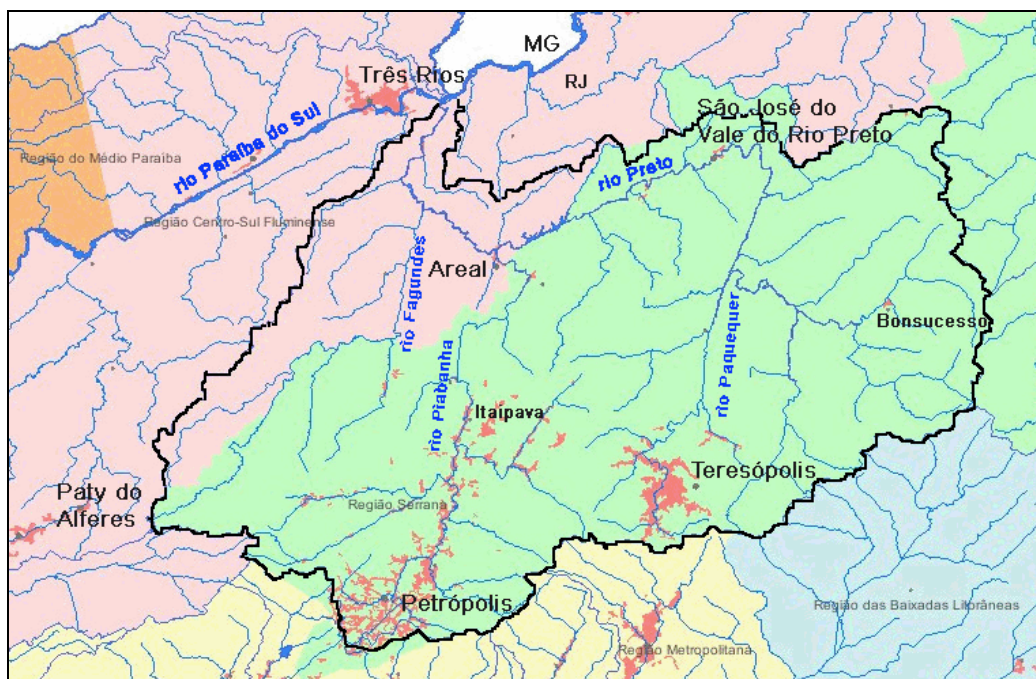 MG
Três Rios
RJ
São José do
Vale do Rio Preto
Região do Médio Paraíba
rio Paraíba do Sul
rio Preto
Região Centro-Sul Fluminense
Areal
rio Fagundes
rio Paquequer
Bonsucesso
rio Piabanha
Itaipava
Teresópolis
Paty do
Alferes
Região Serrana
Petrópolis
Região das Baixadas Litorâneas
Região Metropolitana